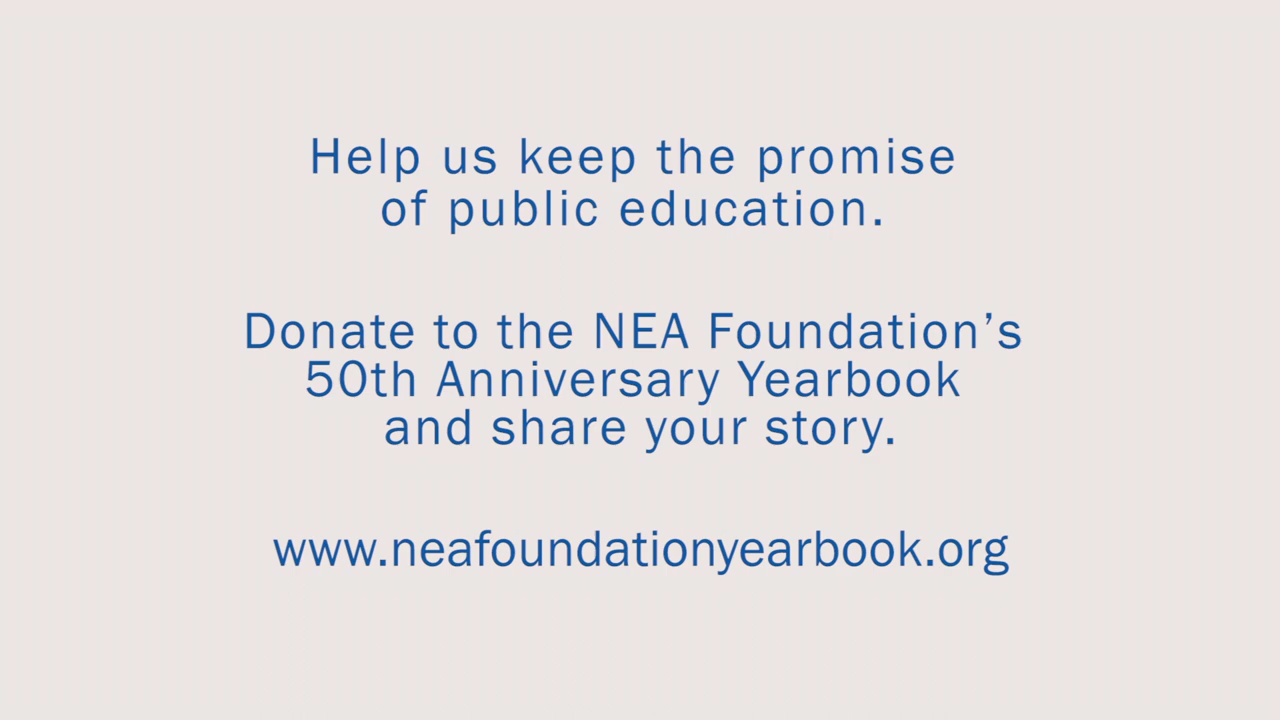 Help us keep the promise
of public education.
Donate to the NEA Foundation’s
50th Anniversary Yearbook
and share your story.
www.neafoundationyearbook.org